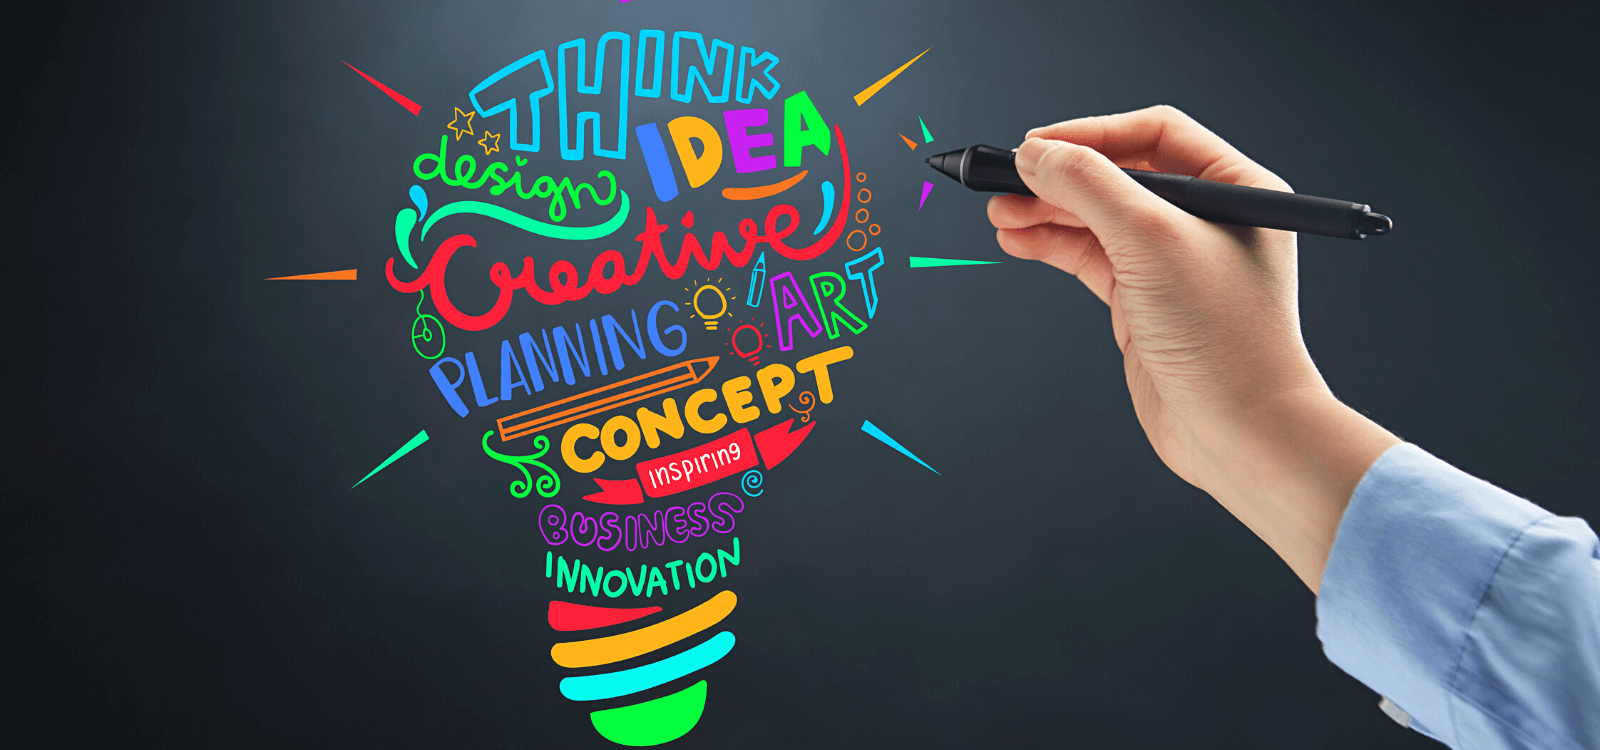 THINK
IDEA
design
Creative
PLANNING
ART
CONCEPT
inspiring
BUSINESS
INNOVATION